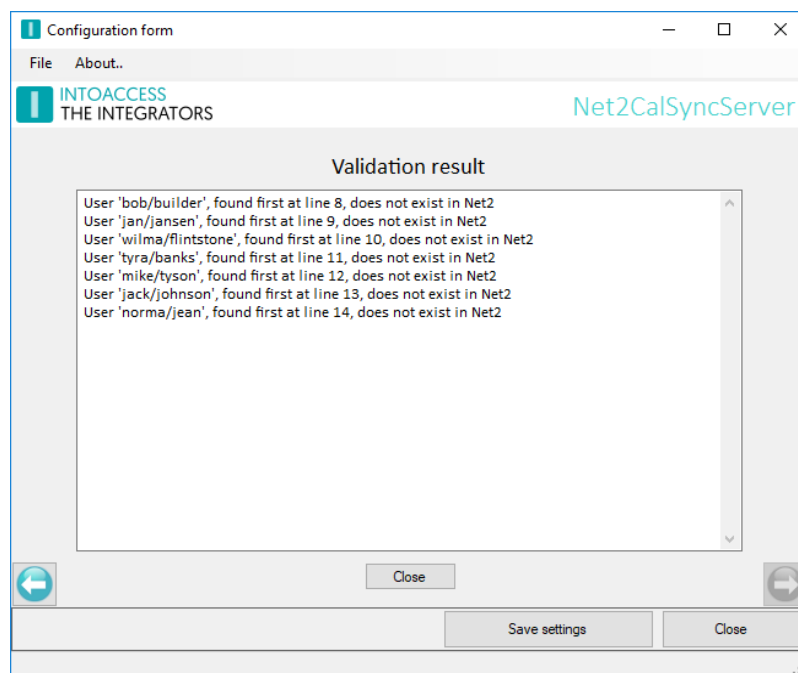 Configuration form
File About..
INTOACCESS
THE INTEGRATORS
Net2CalSyncServer
Validation result
User 'bob/builder', found first at line 8, does not exist in Net2
User 'jan/jansen', found first at line 9, does not exist in Net2
User 'wilma/flintstone', found first at line 10, does not exist in Net2
User 'tyra/banks', found first at line 11, does not exist in Net2
User 'mike/tyson', found first at line 12, does not exist in Net2
User 'jack/johnson', found first at line 13, does not exist in Net2
User 'norma/jean', found first at line 14, does not exist in Net2
Close
Save settings Close